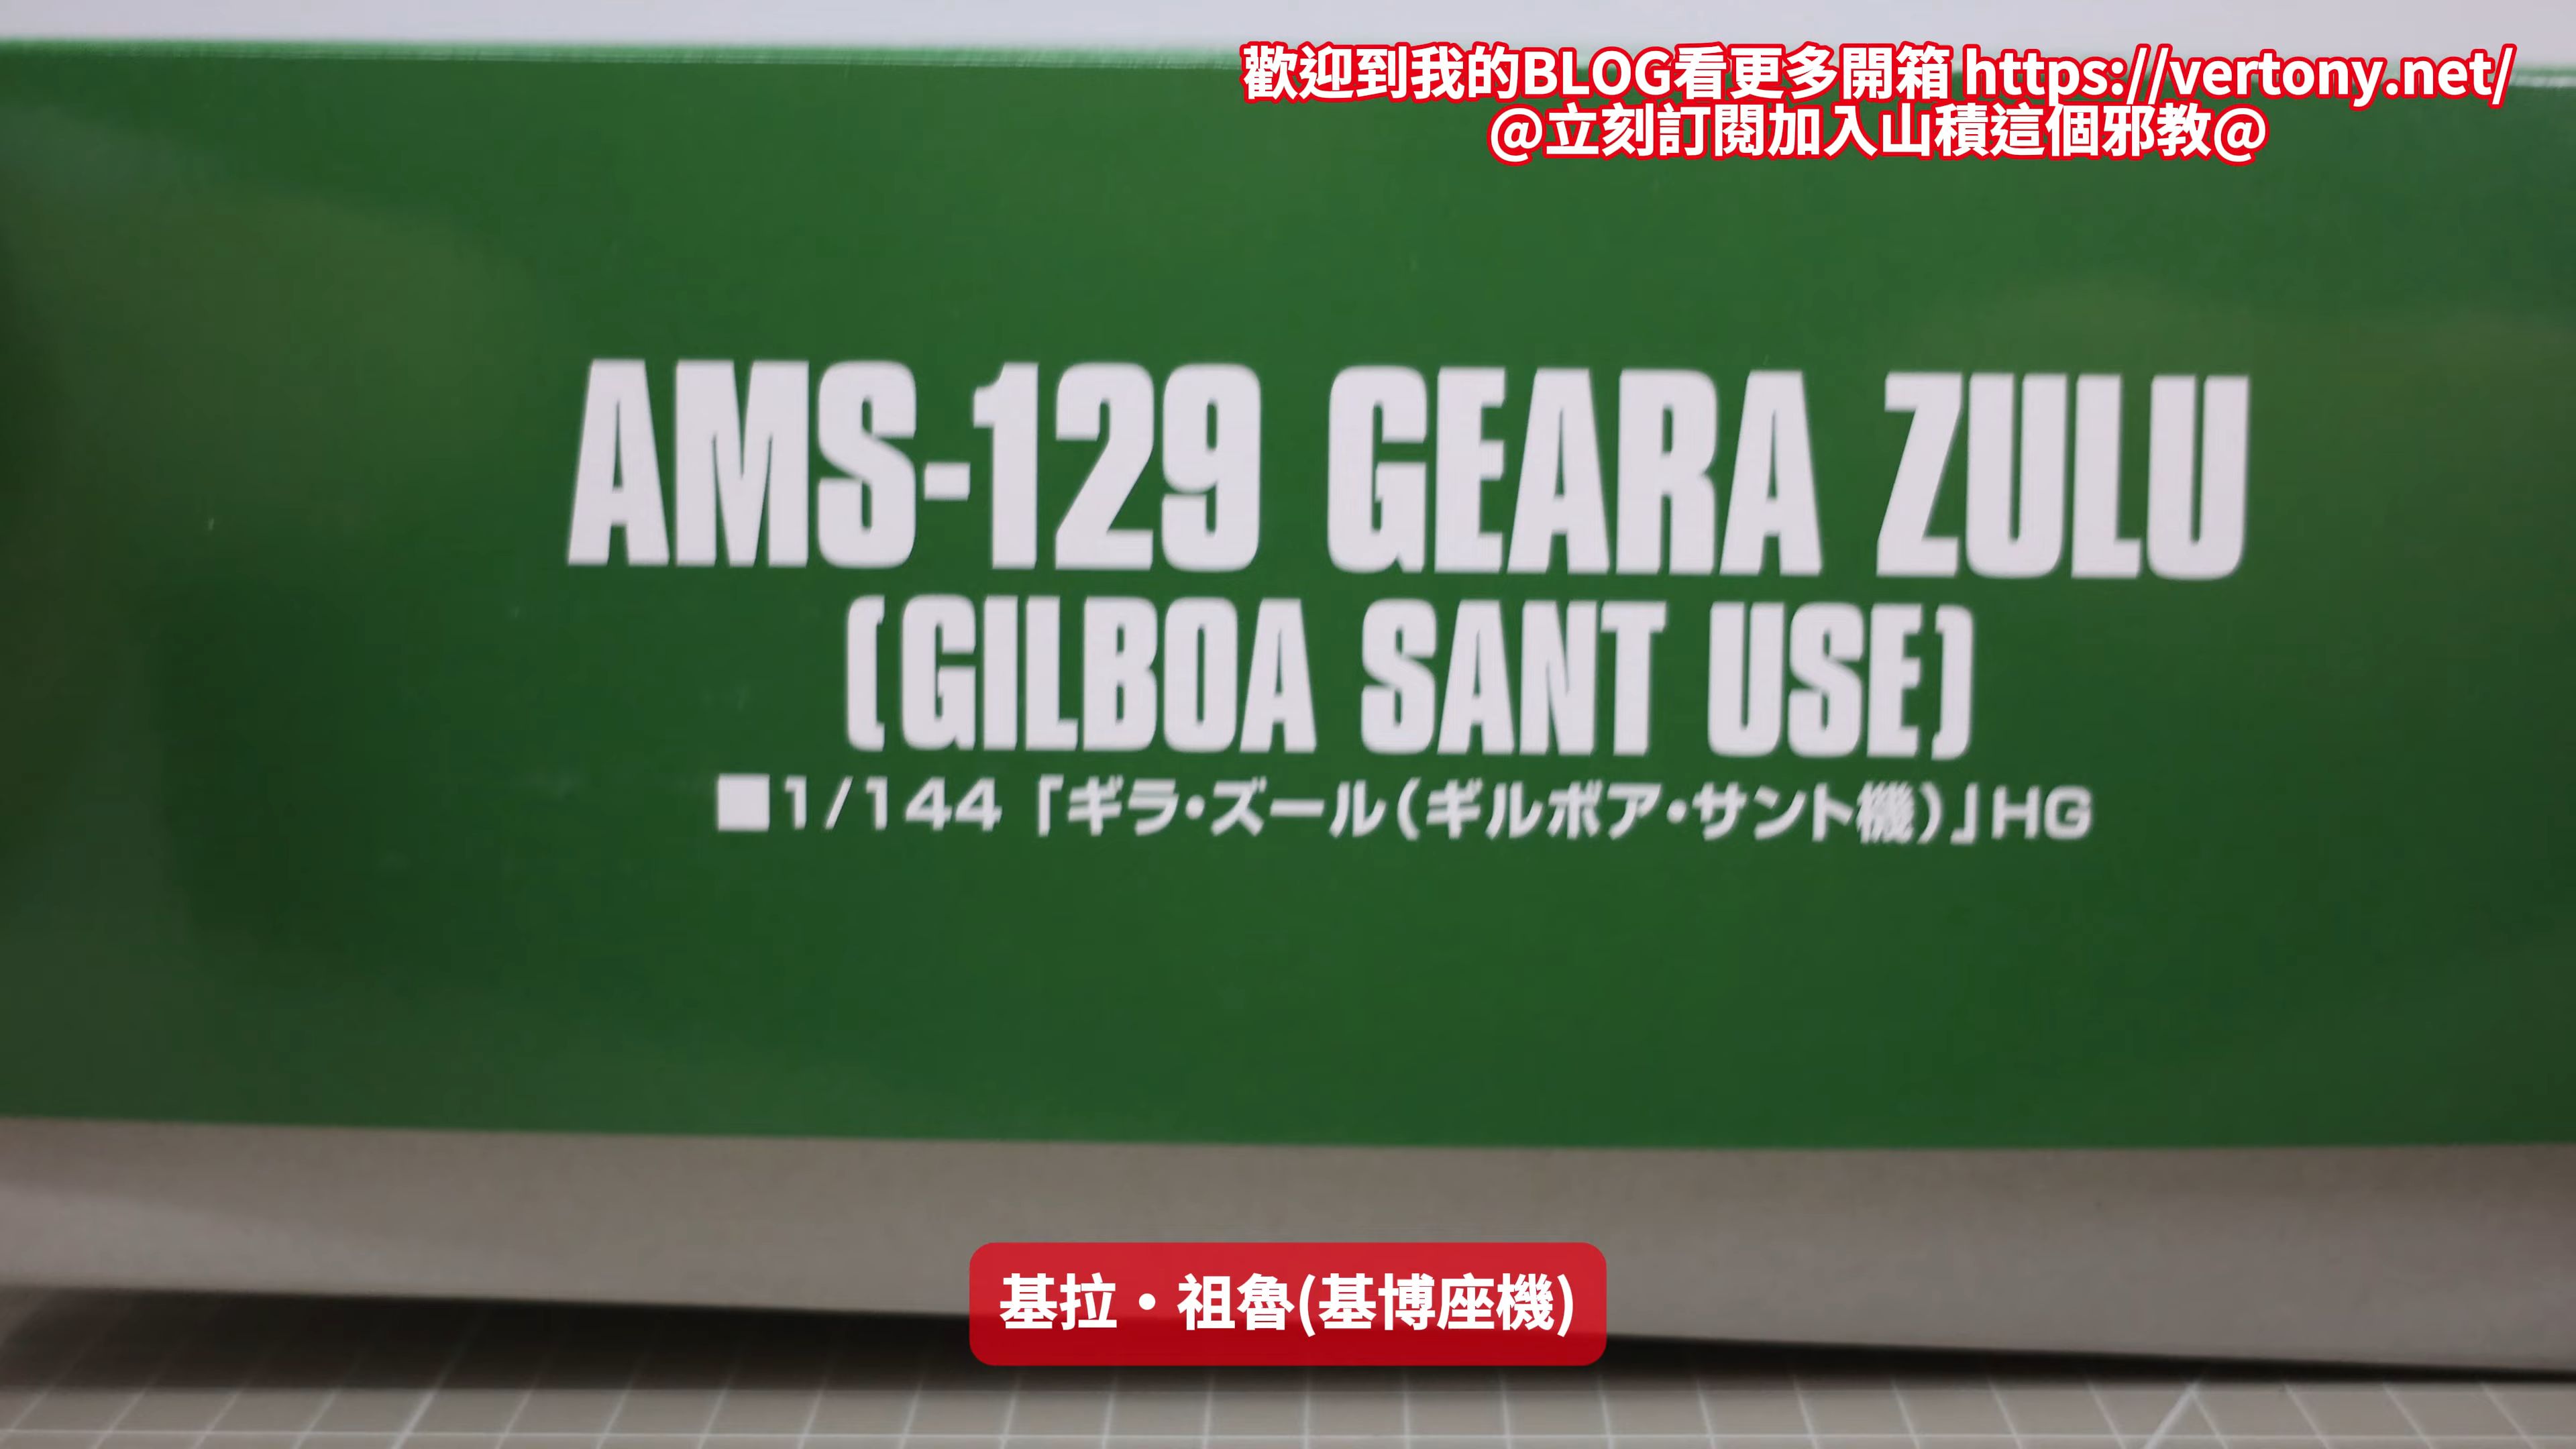 歡迎到我的BLOG看更多開箱 https://vertony.net/
@立刻訂閱加入山積這個邪教@
AMS-129 GEARA ZULU
(GILBOA SANT USE)
■1/144「ギラ・ズール(ギルボア・サント機)」HG
基拉・祖魯(基博座機)